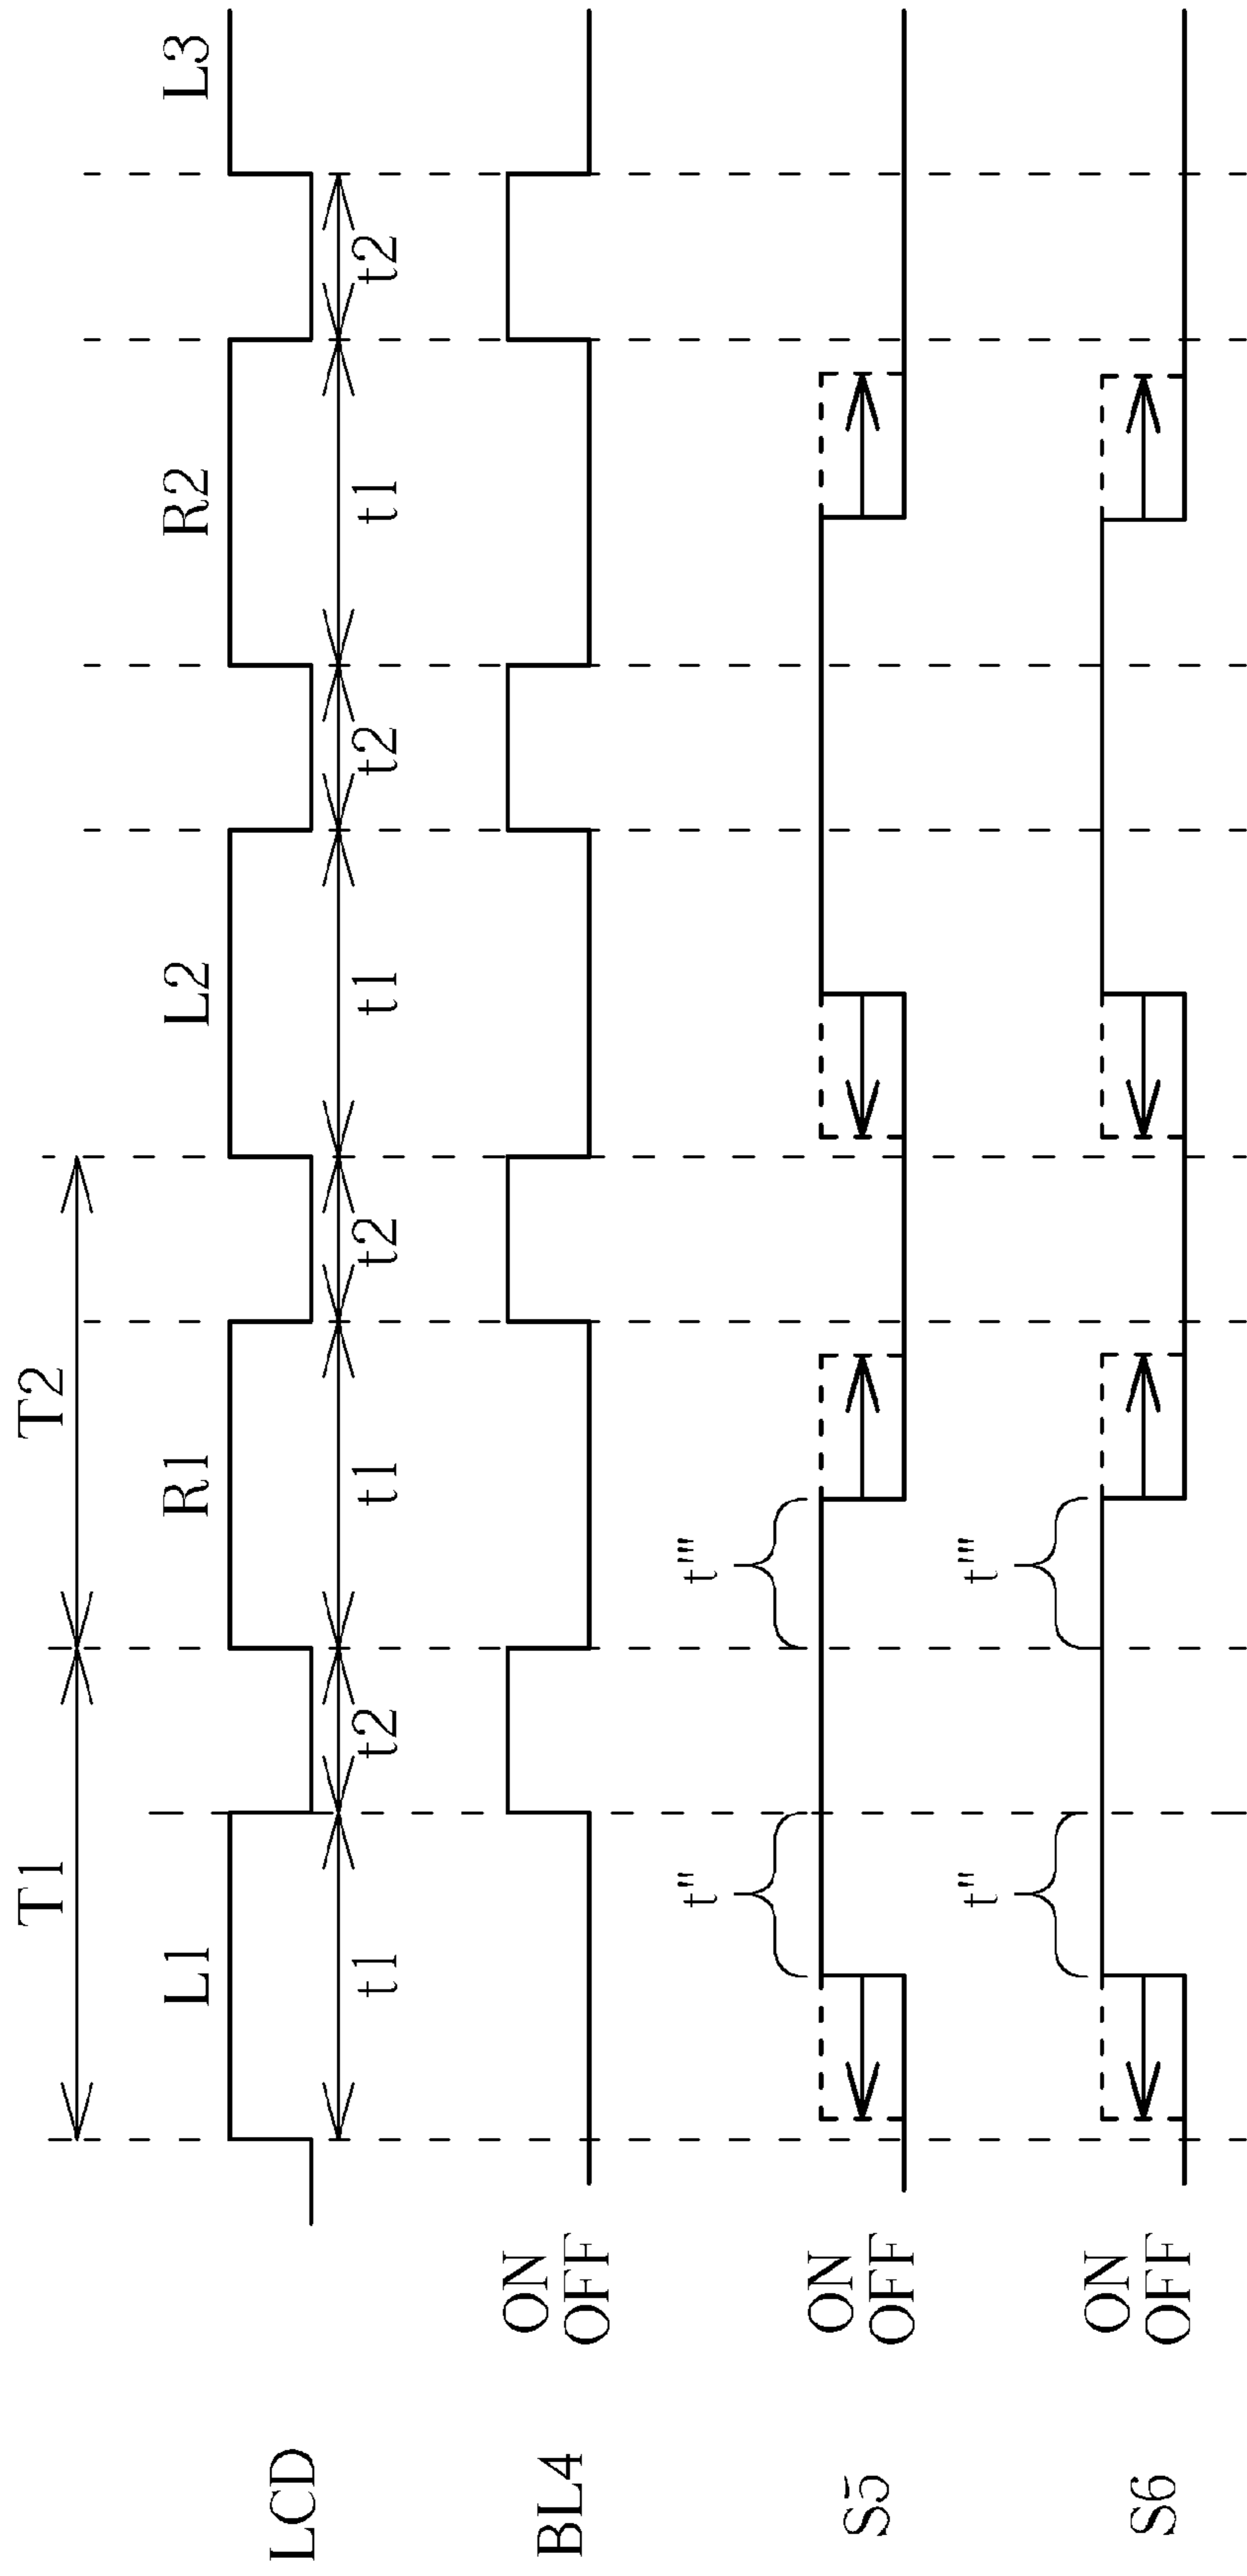 T1 T2
L1 R1 L2 R2 L3
LCD
t1 t2 t1 t2 t1 t2 t1 t2
BL4 ON
OFF
t'' t'''
S5 ON
OFF
t'' t'''
S6 ON
OFF